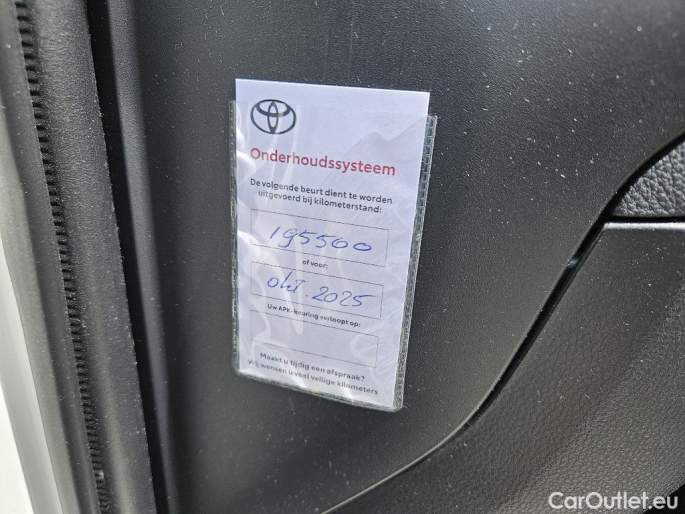 Onderhoudssysteem
De volgende beurt dient te worden
uitgevoerd bij kilometerstand:
195500
of voor:
okt. 2025
Uw APK-keuring verloopt op:
Maakt u tijdig een afspraak?
Wij wensen u veel veilige kilometers
CarOutlet.eu